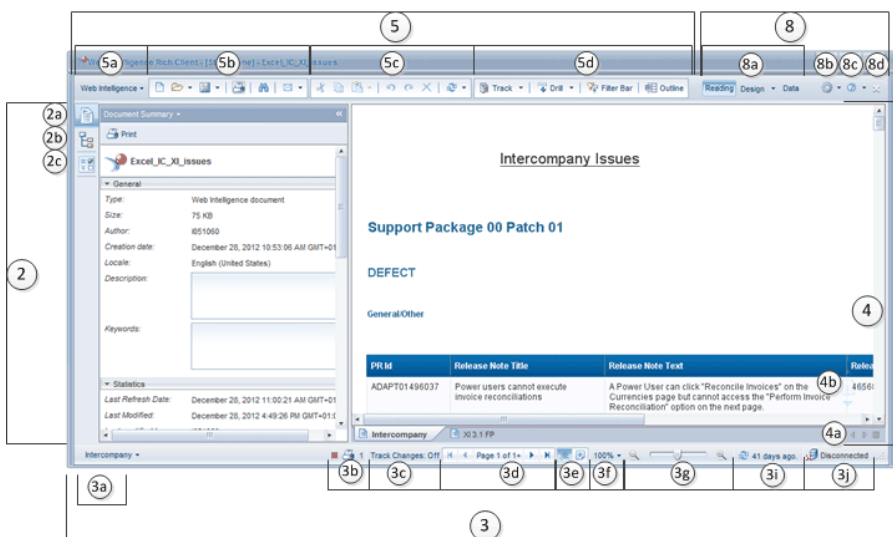 5
8
5a
5b
5c
5d
8a
8b
8c
8d
Excel_IC_XI_issues
Web Intelligence
Track
Drill
Filter Bar
Outline
Reading
Design
Data
2a
2b
2c
2
Document Summary
Print
Excel_IC_XI_issues
General
Type:
Web Intelligence document
Size:
75 KB
Author:
I051060
Creation date:
December 28, 2012 10:53:06 AM GMT+01
Locale:
English (United States)
Description:
Keywords:
Statistics
Last Refresh Date:
December 28, 2012 11:00:21 AM GMT+01
Last Modified:
December 28, 2012 4:49:26 PM GMT+01:0
Intercompany Issues
Support Package 00 Patch 01
DEFECT
General/Other
4
PR Id
Release Note Title
Release Note Text
Relea
ADAPT01496037
Power users cannot execute
invoice reconciliations
A Power User can click "Reconcile Invoices" on the
Currencies page but cannot access the "Perform Invoice
Reconciliation" option on the next page.
4b
Intercompany
XI 3.1 FP
4a
Intercompany
1
Track Changes: Off
Page 1 of 1+
100%
41 days ago.
Disconnected
3a
3b
3c
3d
3e
3f
3g
3i
3j
3